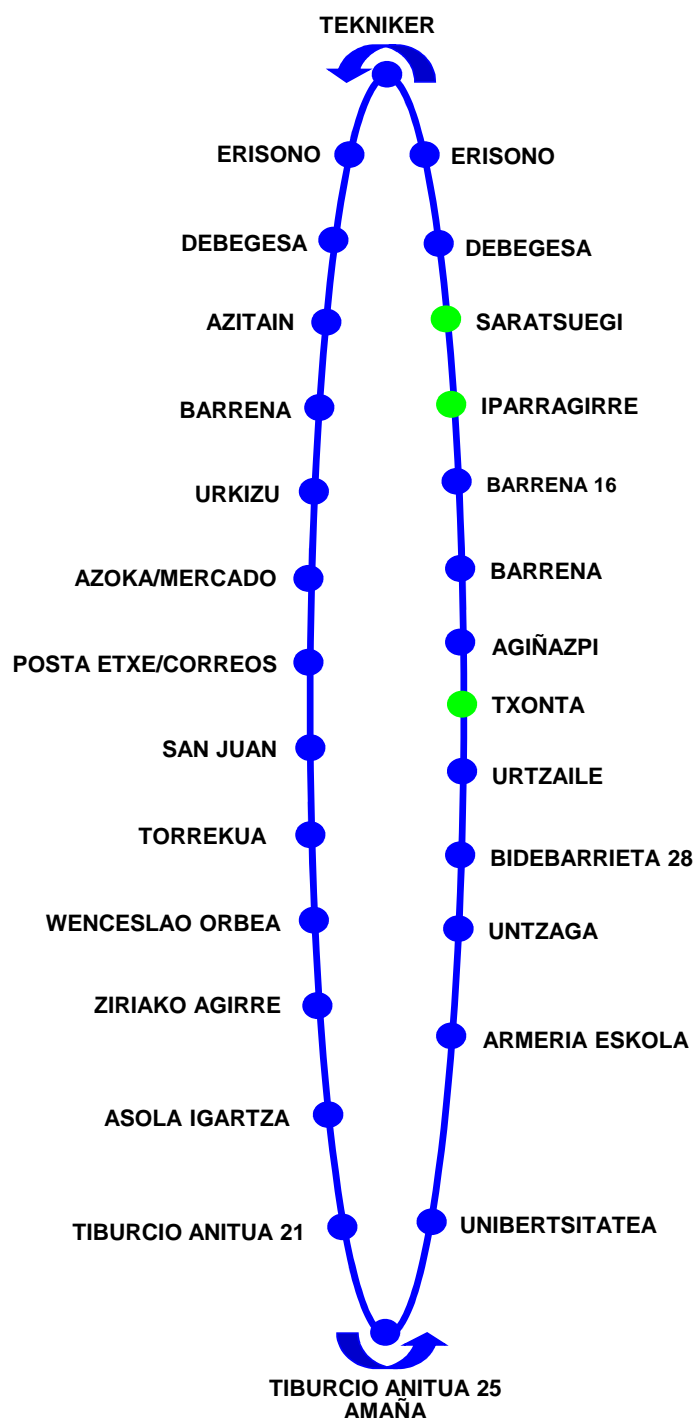 TEKNIKER
ERISONO
ERISONO
DEBEGESA
DEBEGESA
AZITAIN
SARATSUEGI
BARRENA
IPARRAGIRRE
URKIZU
BARRENA 16
AZOKA/MERCADO
BARRENA
POSTA ETXE/CORREOS
AGIÑAZPI
TXONTA
SAN JUAN
URTZAILE
TORREKUA
BIDEBARRIETA 28
WENCESLAO ORBEA
UNTZAGA
ZIRIAKO AGIRRE
ARMERIA ESKOLA
ASOLA IGARTZA
TIBURCIO ANITUA 21
UNIBERTSITATEA
TIBURCIO ANITUA 25
AMAÑA